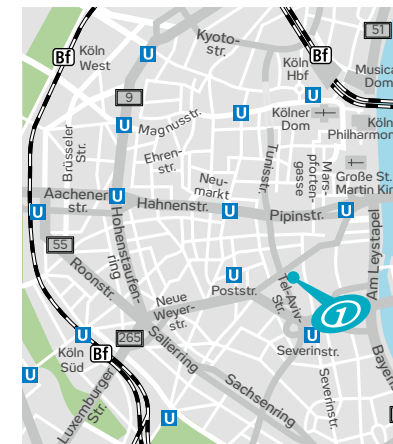 Kyoto-
str.
51
Bf
Köln
West
U
Bf
Köln
Hbf
Musica
Dom
9
U
U
U
Magnusstr.
Kölner
Dom
Köln
Philharmon
Brüsseler
Str.
Ehren-
str.
Tunisstr.
Mars-
pforten-
gasse
Große St.
Martin Kir
Neu-
markt
Aachener
str.
U
U
Hahnenstr.
U
Pipinstr.
U
Hohenstaufen-
ring
55
Roonstr.
Am Leystapel
U
Poststr.
Tel-Aviv-
Str.
i
Neue
Weyer-
str.
265
U
Köln
Süd
Bf
Sallerring
U
Severinstr.
Bayen
U
Luxemburger
Str.
Sachsenring
Severinstr.
U